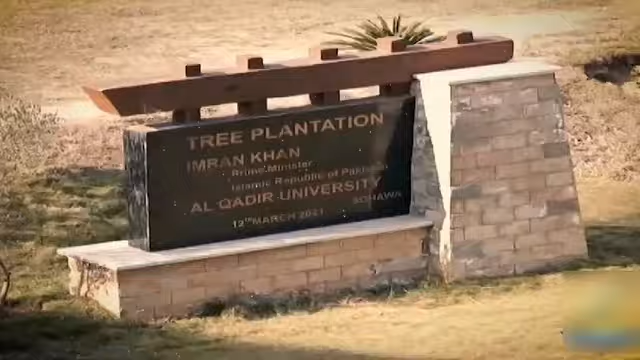 TREE PLANTATION
IMRAN KHAN
Prime Minister
Islamic Republic of Pakistan
AL QADIR UNIVERSITY
SOHAWA
12TH MARCH 2021